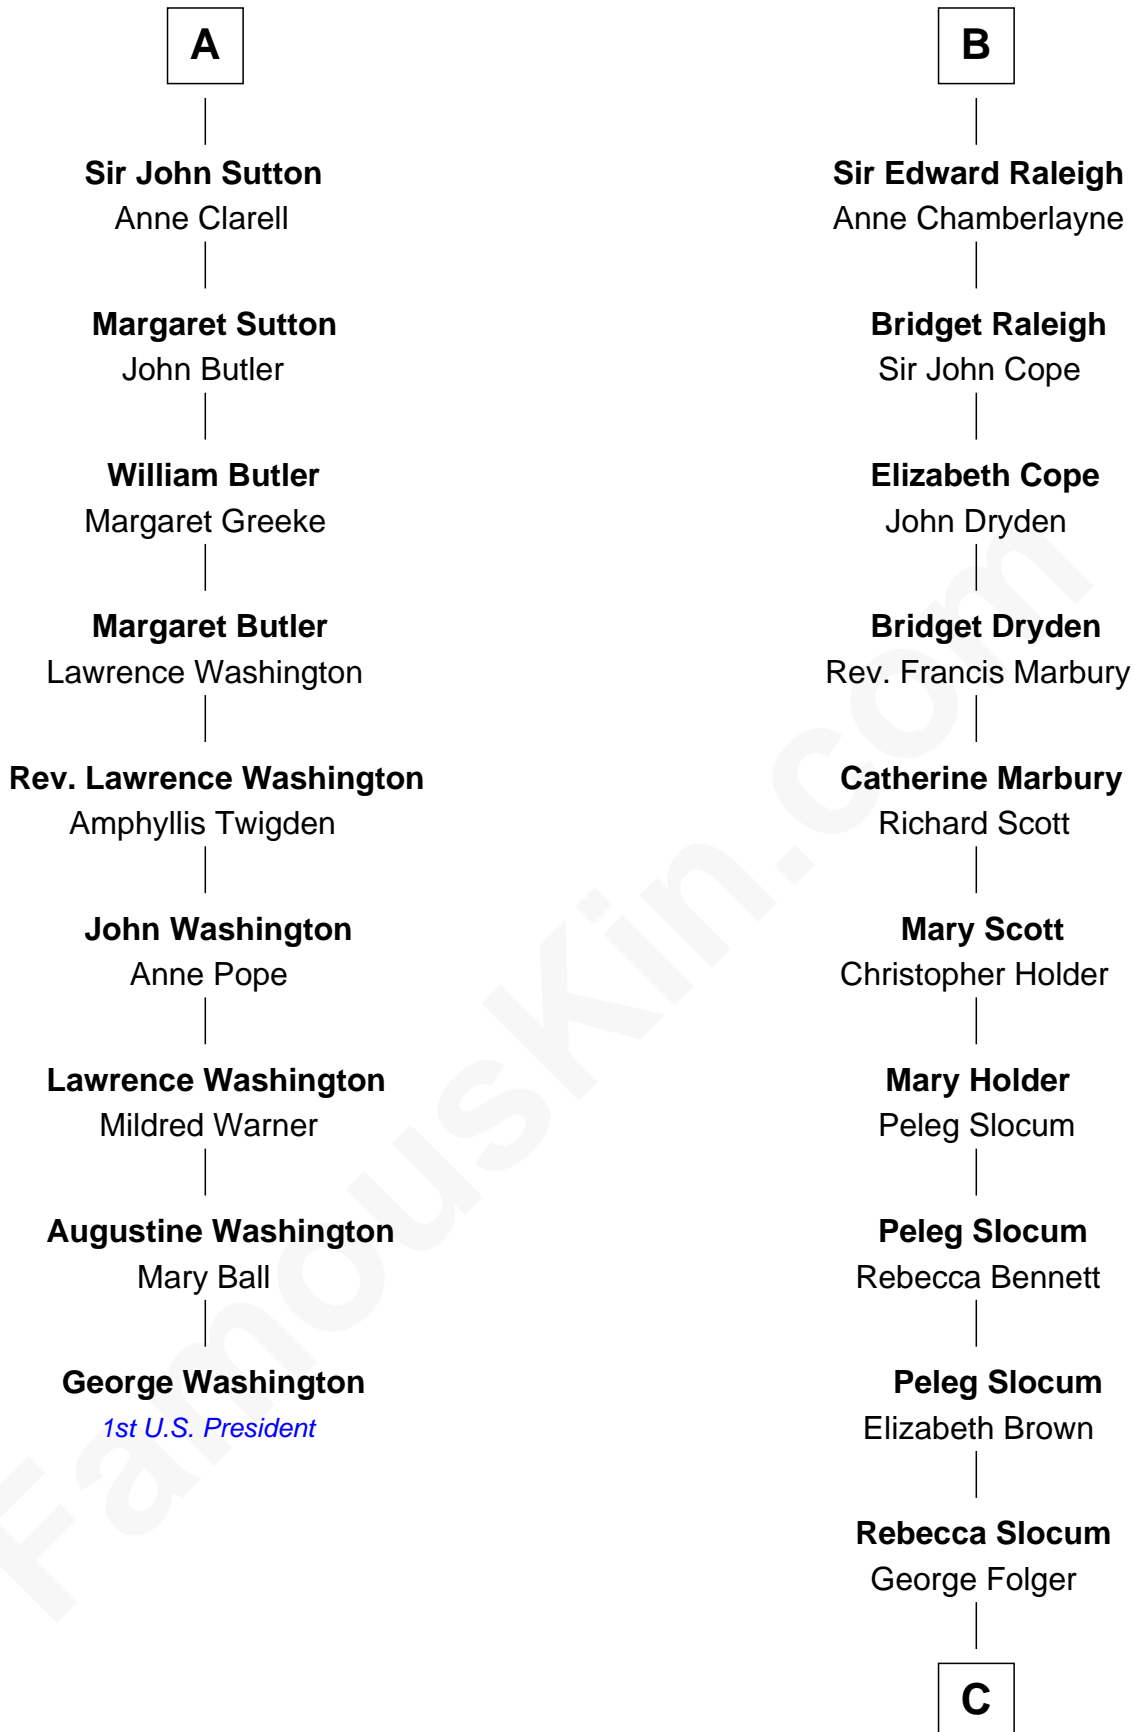 A
Sir John Sutton
Anne Clarell
Margaret Sutton
John Butler
William Butler
Margaret Greeke
Margaret Butler
Lawrence Washington
Rev. Lawrence Washington
Amphyllis Twigden
John Washington
Anne Pope
Lawrence Washington
Mildred Warner
Augustine Washington
Mary Ball
George Washington
1st U.S. President
B
Sir Edward Raleigh
Anne Chamberlayne
Bridget Raleigh
Sir John Cope
Elizabeth Cope
John Dryden
Bridget Dryden
Rev. Francis Marbury
Catherine Marbury
Richard Scott
Mary Scott
Christopher Holder
Mary Holder
Peleg Slocum
Peleg Slocum
Rebecca Bennett
Peleg Slocum
Elizabeth Brown
Rebecca Slocum
George Folger
C
FamousKin.com